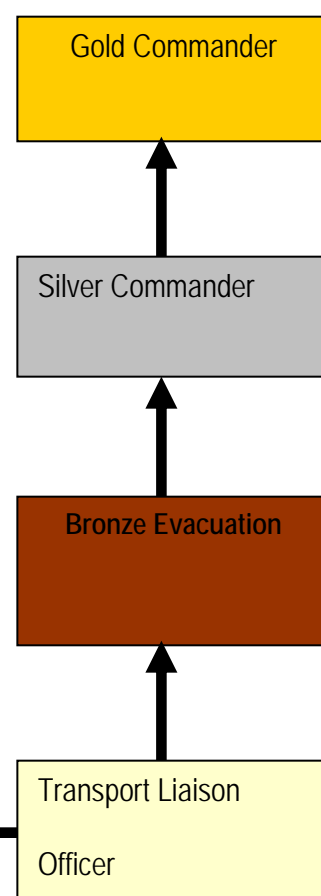 Gold Commander
Silver Commander
Bronze Evacuation
Transport Liaison
Officer